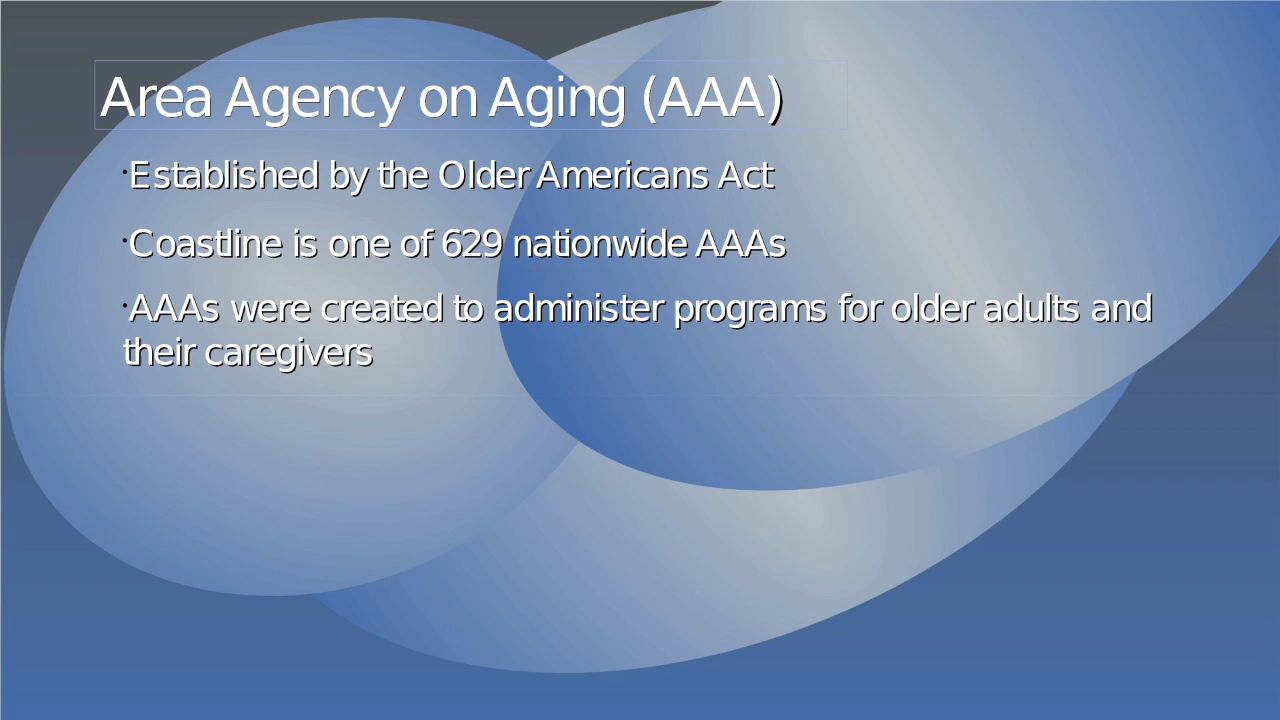 Area Agency on Aging (AAA)
·Established by the Older Americans Act
·Coastline is one of 629 nationwide AAAs
·AAAs were created to administer programs for older adults and
their caregivers